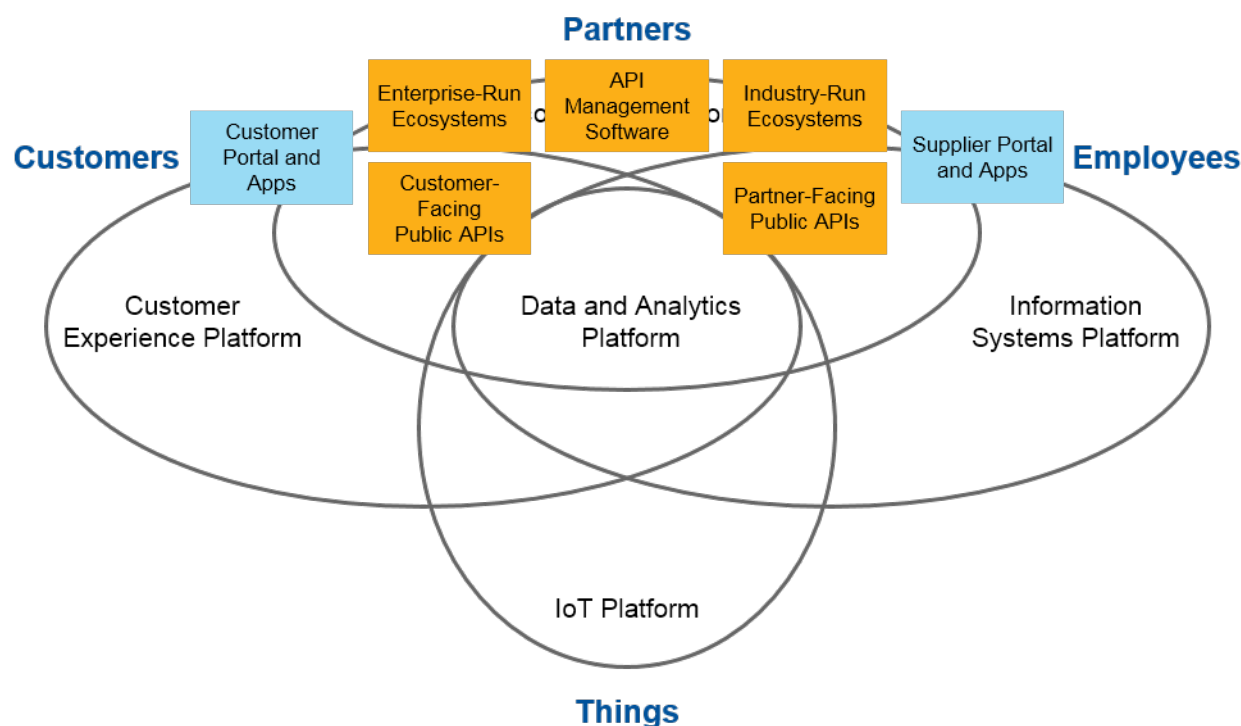 Partners
Enterprise-Run
Ecosystems
API
Management
Software
Industry-Run
Ecosystems
Customers
Customer
Portal and
Apps
Supplier Portal
and Apps
Employees
Customer-
Facing
Public APIs
Partner-Facing
Public APIs
Customer
Experience Platform
Data and Analytics
Platform
Information
Systems Platform
IoT Platform
Things